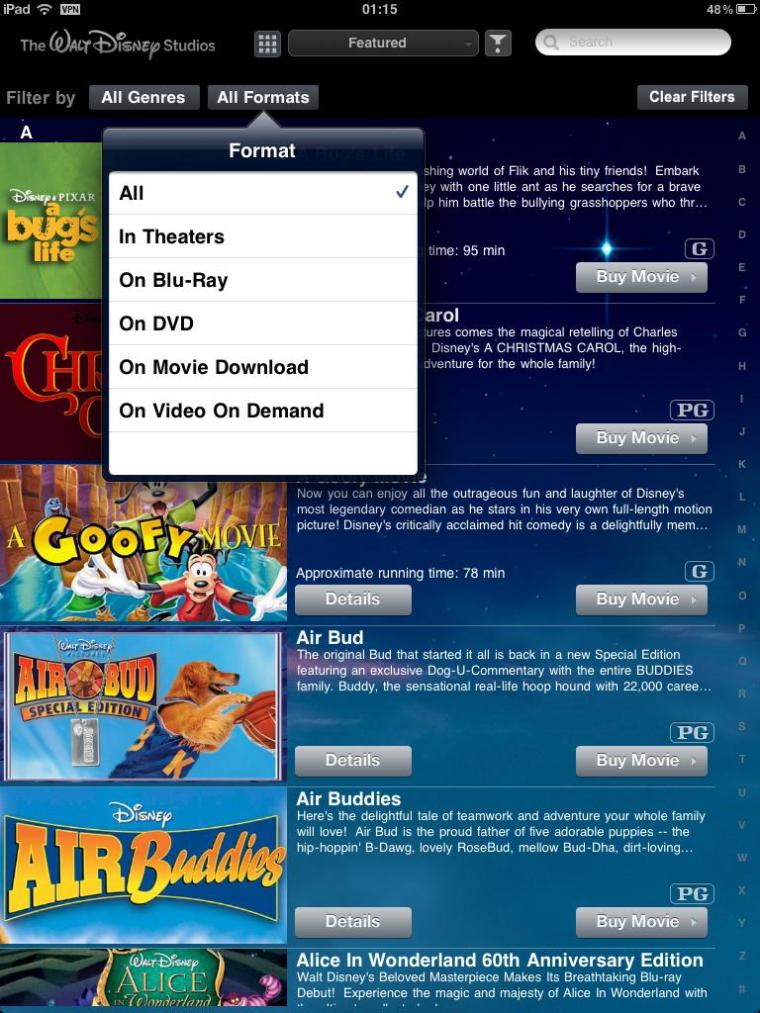 iPad VPN 01:15 48%
The Walt Disney Studios Featured Search
Filter by All Genres All Formats Clear Filters
A
Format
All
In Theaters
On Blu-Ray
On DVD
On Movie Download
On Video On Demand
Disney PIXAR
a
bug's
life
A Bug's Life
shing world of Flik and his tiny friends! Embark
ey with one little ant as he searches for a brave
lp him battle the bullying grasshoppers who thr...
time: 95 min G
Buy Movie
arol
tures comes the magical retelling of Charles
Disney's A CHRISTMAS CAROL, the high-
dventure for the whole family!
PG
Buy Movie
A GOOFY MOVIE
Now you can enjoy all the outrageous fun and laughter of Disney's
most legendary comedian as he stars in his very own full-length motion
picture! Disney's critically acclaimed hit comedy is a delightfully mem...
Approximate running time: 78 min G
Details Buy Movie
Walt Disney
PICTURES
AIR BUD
SPECIAL EDITION
Air Bud
The original Bud that started it all is back in a new Special Edition
featuring an exclusive Dog-U-Commentary with the entire BUDDIES
family. Buddy, the sensational real-life hoop hound with 22,000 caree...
PG
Details Buy Movie
Disney
AIR Buddies
Air Buddies
Here's the delightful tale of teamwork and adventure your whole family
will love! Air Bud is the proud father of five adorable puppies -- the
hip-hoppin' B-Dawg, lovely RoseBud, mellow Bud-Dha, dirt-loving...
PG
Details Buy Movie
Walt Disney
ALICE
IN Wonderland
Alice In Wonderland 60th Anniversary Edition
Walt Disney's Beloved Masterpiece Makes Its Breathtaking Blu-ray
Debut! Experience the magic and majesty of Alice In Wonderland with
A
B
C
D
E
F
G
H
I
J
K
L
M
N
O
P
Q
R
S
T
U
V
W
X
Y
Z
#